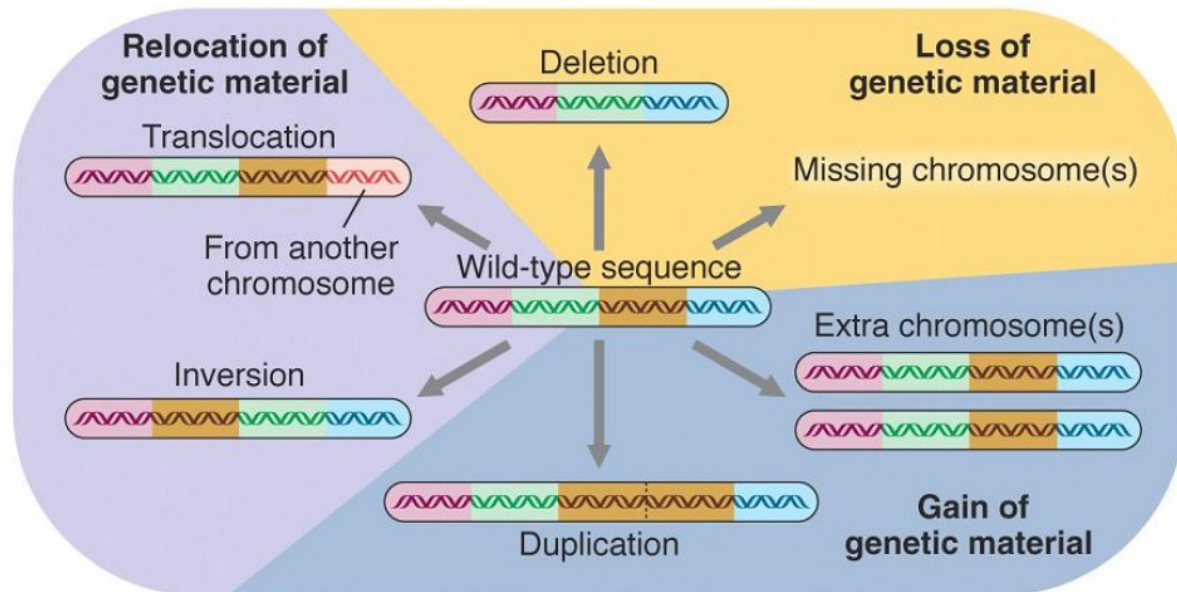 Relocation of
genetic material
Translocation
From another
chromosome
Inversion
Deletion
Loss of
genetic material
Missing chromosome(s)
Wild-type sequence
Extra chromosome(s)
Duplication
Gain of
genetic material